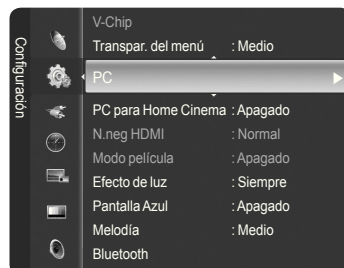 Configuración
V-Chip
Transpar. del menú : Medio
PC
PC para Home Cinema : Apagado
N.neg HDMI : Normal
Modo película : Apagado
Efecto de luz : Siempre
Pantalla Azul : Apagado
Melodía : Medio
Bluetooth